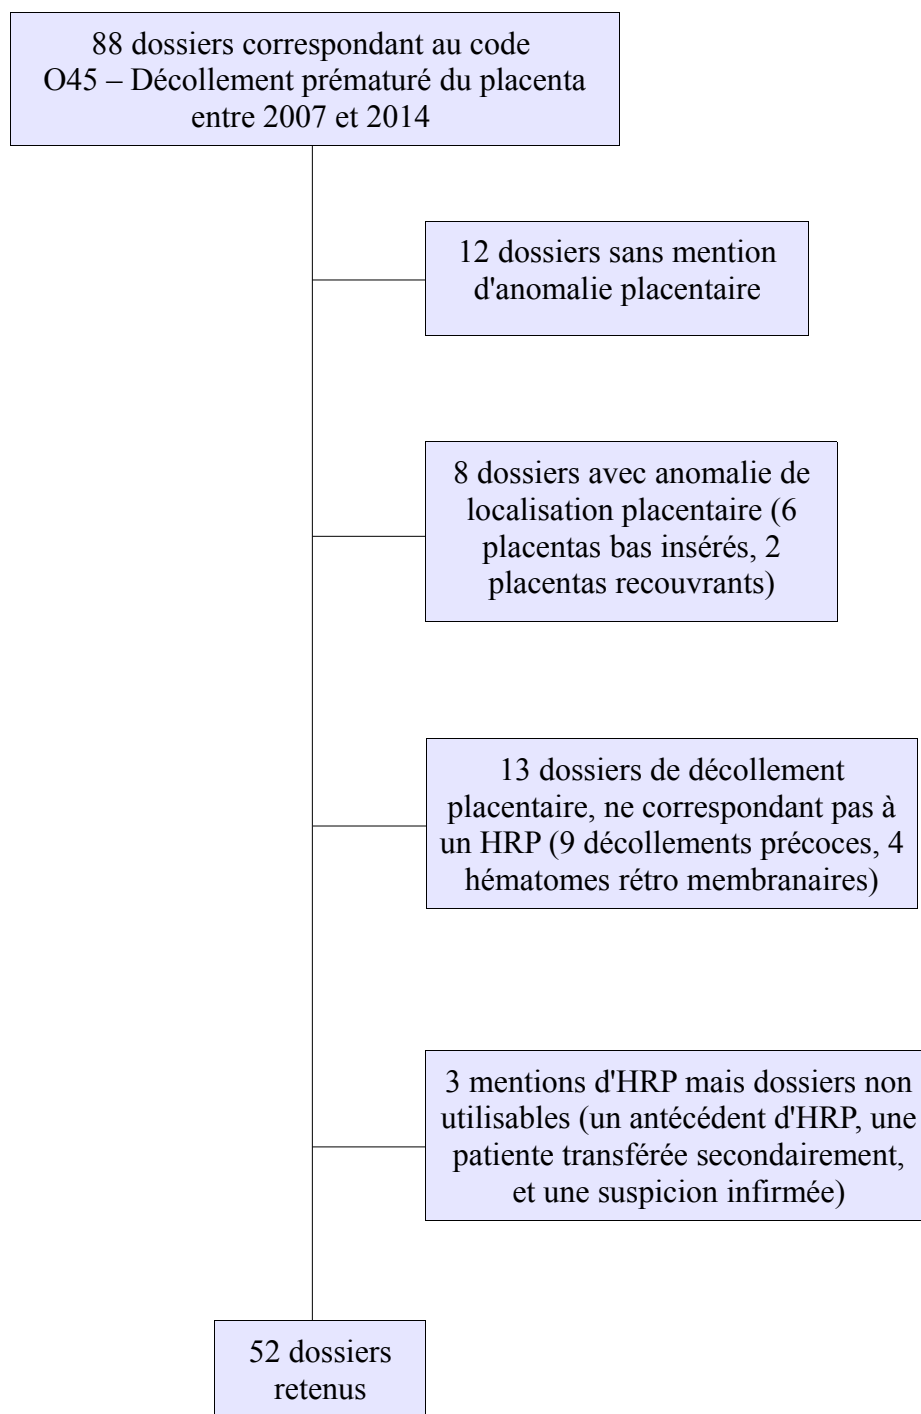 88 dossiers correspondant au code
O45 – Décollement prématuré du placenta
entre 2007 et 2014
12 dossiers sans mention
d'anomalie placentaire
8 dossiers avec anomalie de
localisation placentaire (6
placentas bas insérés, 2
placentas recouvrants)
13 dossiers de décollement
placentaire, ne correspondant pas à
un HRP (9 décollements précoces, 4
hématomes rétro membranaires)
3 mentions d'HRP mais dossiers non
utilisables (un antécédent d'HRP, une
patiente transférée secondairement,
et une suspicion infirmée)
52 dossiers
retenus